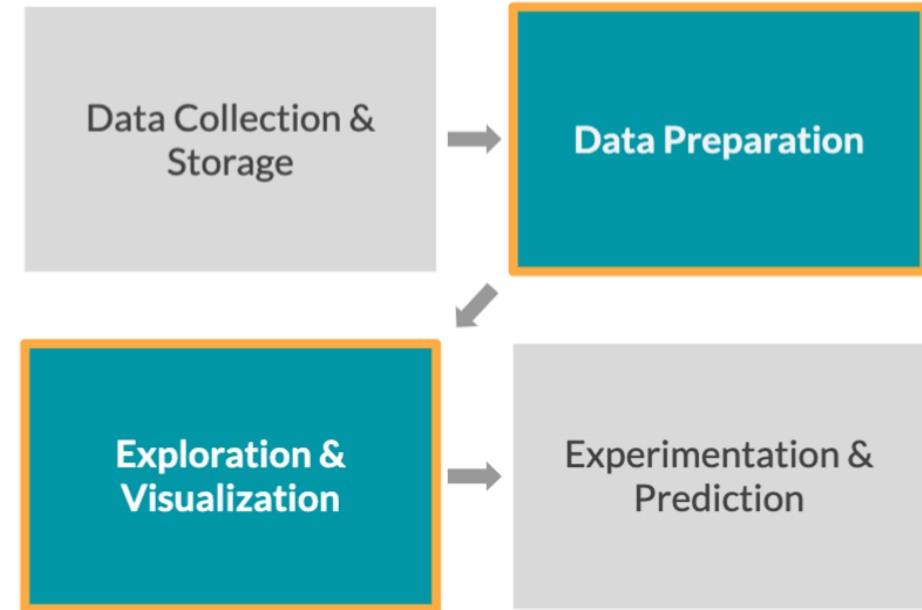 Data Collection &
Storage
Data Preparation
Exploration &
Visualization
Experimentation &
Prediction